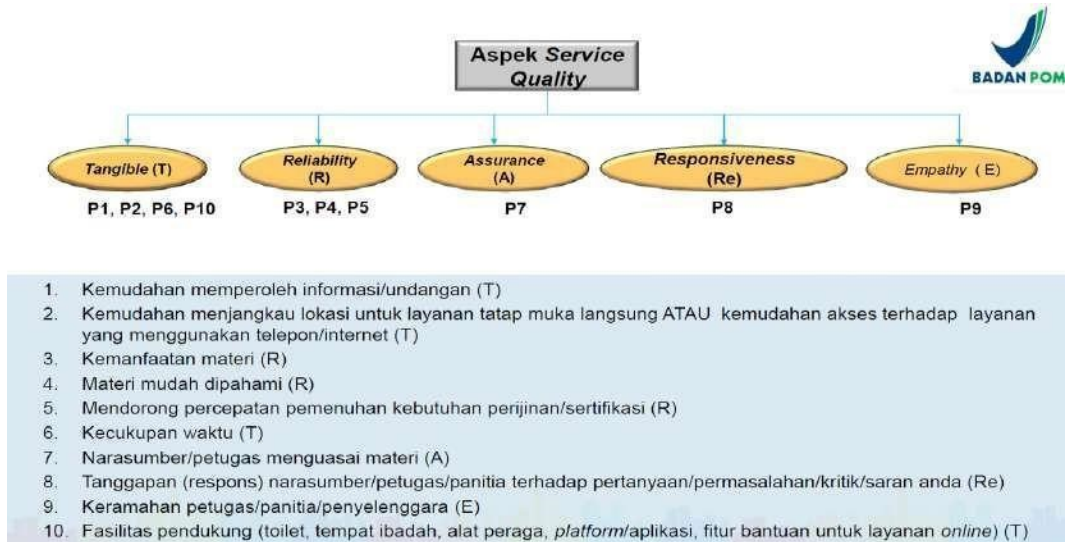 Aspek Service
Quality
BADAN POM
Tangible (T)
Reliability
(R)
Assurance
(A)
Responsiveness
(Re)
Empathy ( E )
P1, P2, P6, P10
P3, P4, P5
P7
P8
P9
1. Kemudahan memperoleh informasi/undangan (T)
2. Kemudahan menjangkau lokasi untuk layanan tatap muka langsung ATAU kemudahan akses terhadap layanan
yang menggunakan telepon/internet (T)
3. Kemanfaatan materi (R)
4. Materi mudah dipahami (R)
5. Mendorong percepatan pemenuhan kebutuhan perijinan/sertifikasi (R)
6. Kecukupan waktu (T)
7. Narasumber/petugas menguasai materi (A)
8. Tanggapan (respons) narasumber/petugas/panitia terhadap pertanyaan/permasalahan/kritik/saran anda (Re)
9. Keramahan petugas/panitia/penyelenggara (E)
10. Fasilitas pendukung (toilet, tempat ibadah, alat peraga, platform/aplikasi, fitur bantuan untuk layanan online) (T)